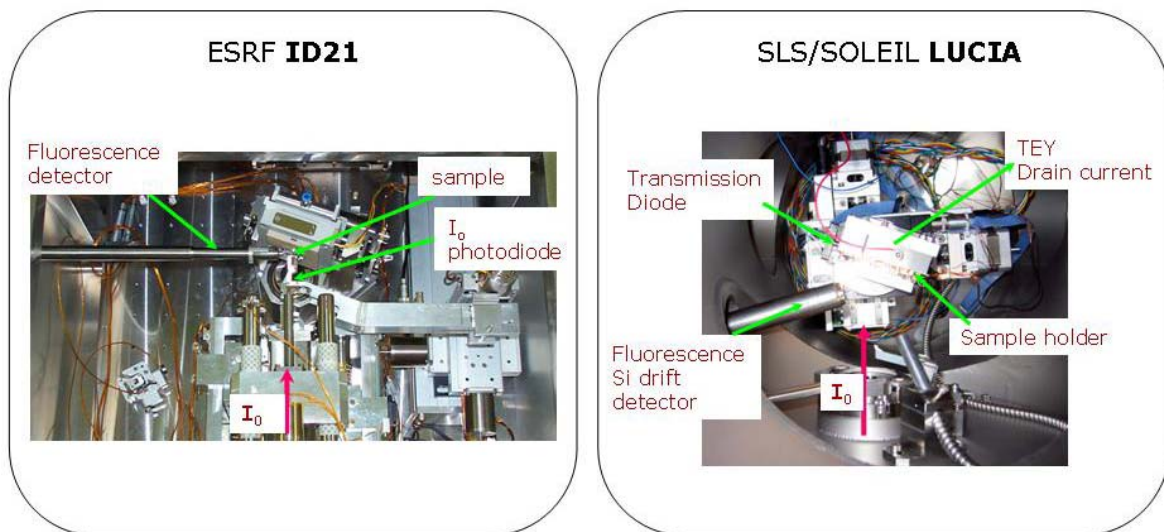 ESRF ID21
Fluorescence
detector
sample
I₀
photodiode
I₀
SLS/SOLEIL LUCIA
Transmission
Diode
TEY
Drain current
Fluorescence
Si drift
detector
Sample holder
I₀